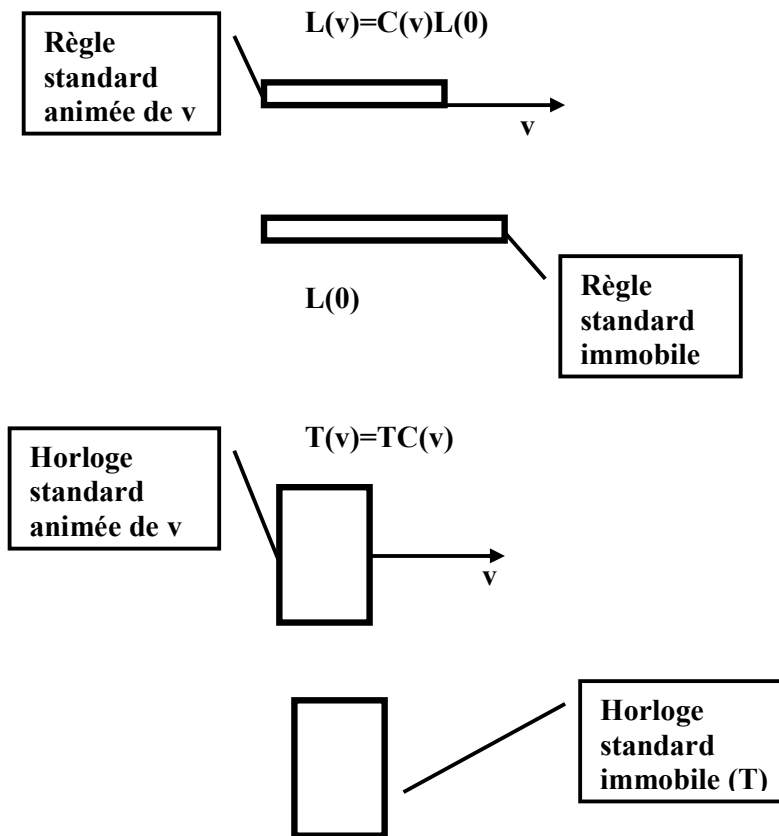 L(v)=C(v)L(0)
Règle
standard
animée de v
v
L(0)
Règle
standard
immobile
T(v)=TC(v)
Horloge
standard
animée de v
v
Horloge
standard
immobile (T)